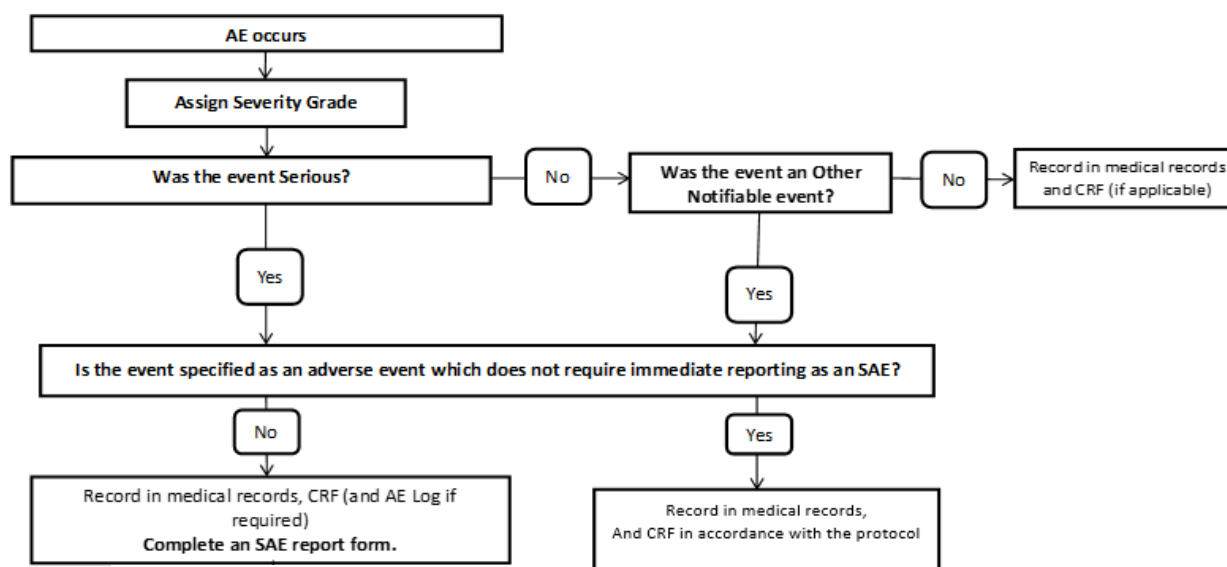 AE occurs
Assign Severity Grade
Was the event Serious?
No
Was the event an Other
Notifiable event?
No
Record in medical records
and CRF (if applicable)
Yes
Yes
Is the event specified as an adverse event which does not require immediate reporting as an SAE?
No
Yes
Record in medical records, CRF (and AE Log if
required)
Complete an SAE report form.
Record in medical records,
And CRF in accordance with the protocol